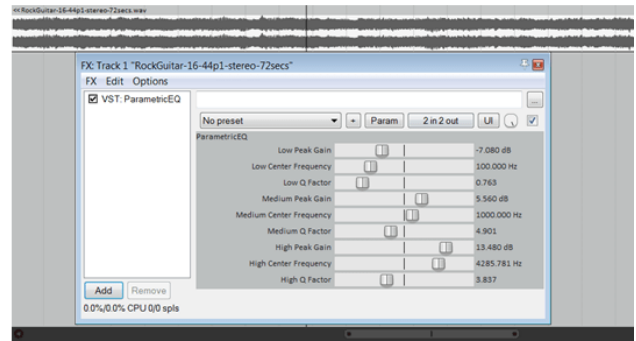 << RockGuitar-16-44p1-stereo-72secs.wav
FX: Track 1 "RockGuitar-16-44p1-stereo-72secs"
FX Edit Options
VST: ParametricEQ
...
No preset + Param 2 in 2 out UI
ParametricEQ
Low Peak Gain -7.080 dB
Low Center Frequency 100.000 Hz
Low Q Factor 0.763
Medium Peak Gain 5.560 dB
Medium Center Frequency 1000.000 Hz
Medium Q Factor 4.901
High Peak Gain 13.480 dB
High Center Frequency 4285.781 Hz
High Q Factor 3.837
Add Remove
0.0%/0.0% CPU 0/0 spls